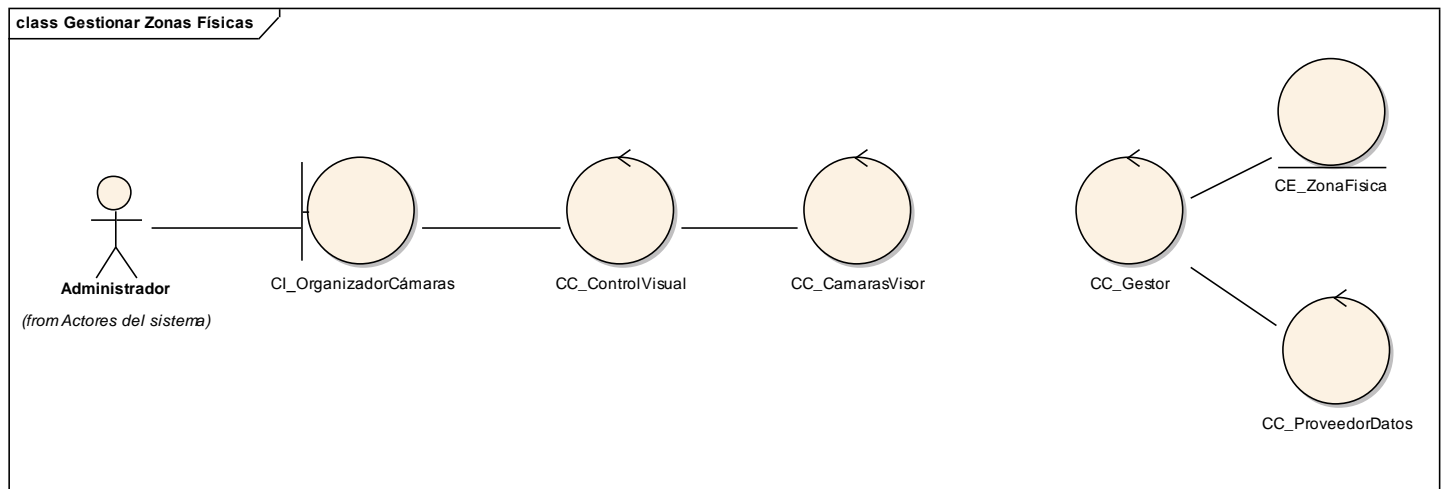 class Gestionar Zonas Físicas
CE_ZonaFisica
Administrador
(from Actores del sistema)
CI_OrganizadorCámaras
CC_ControlVisual
CC_CamarasVisor
CC_Gestor
CC_ProveedorDatos